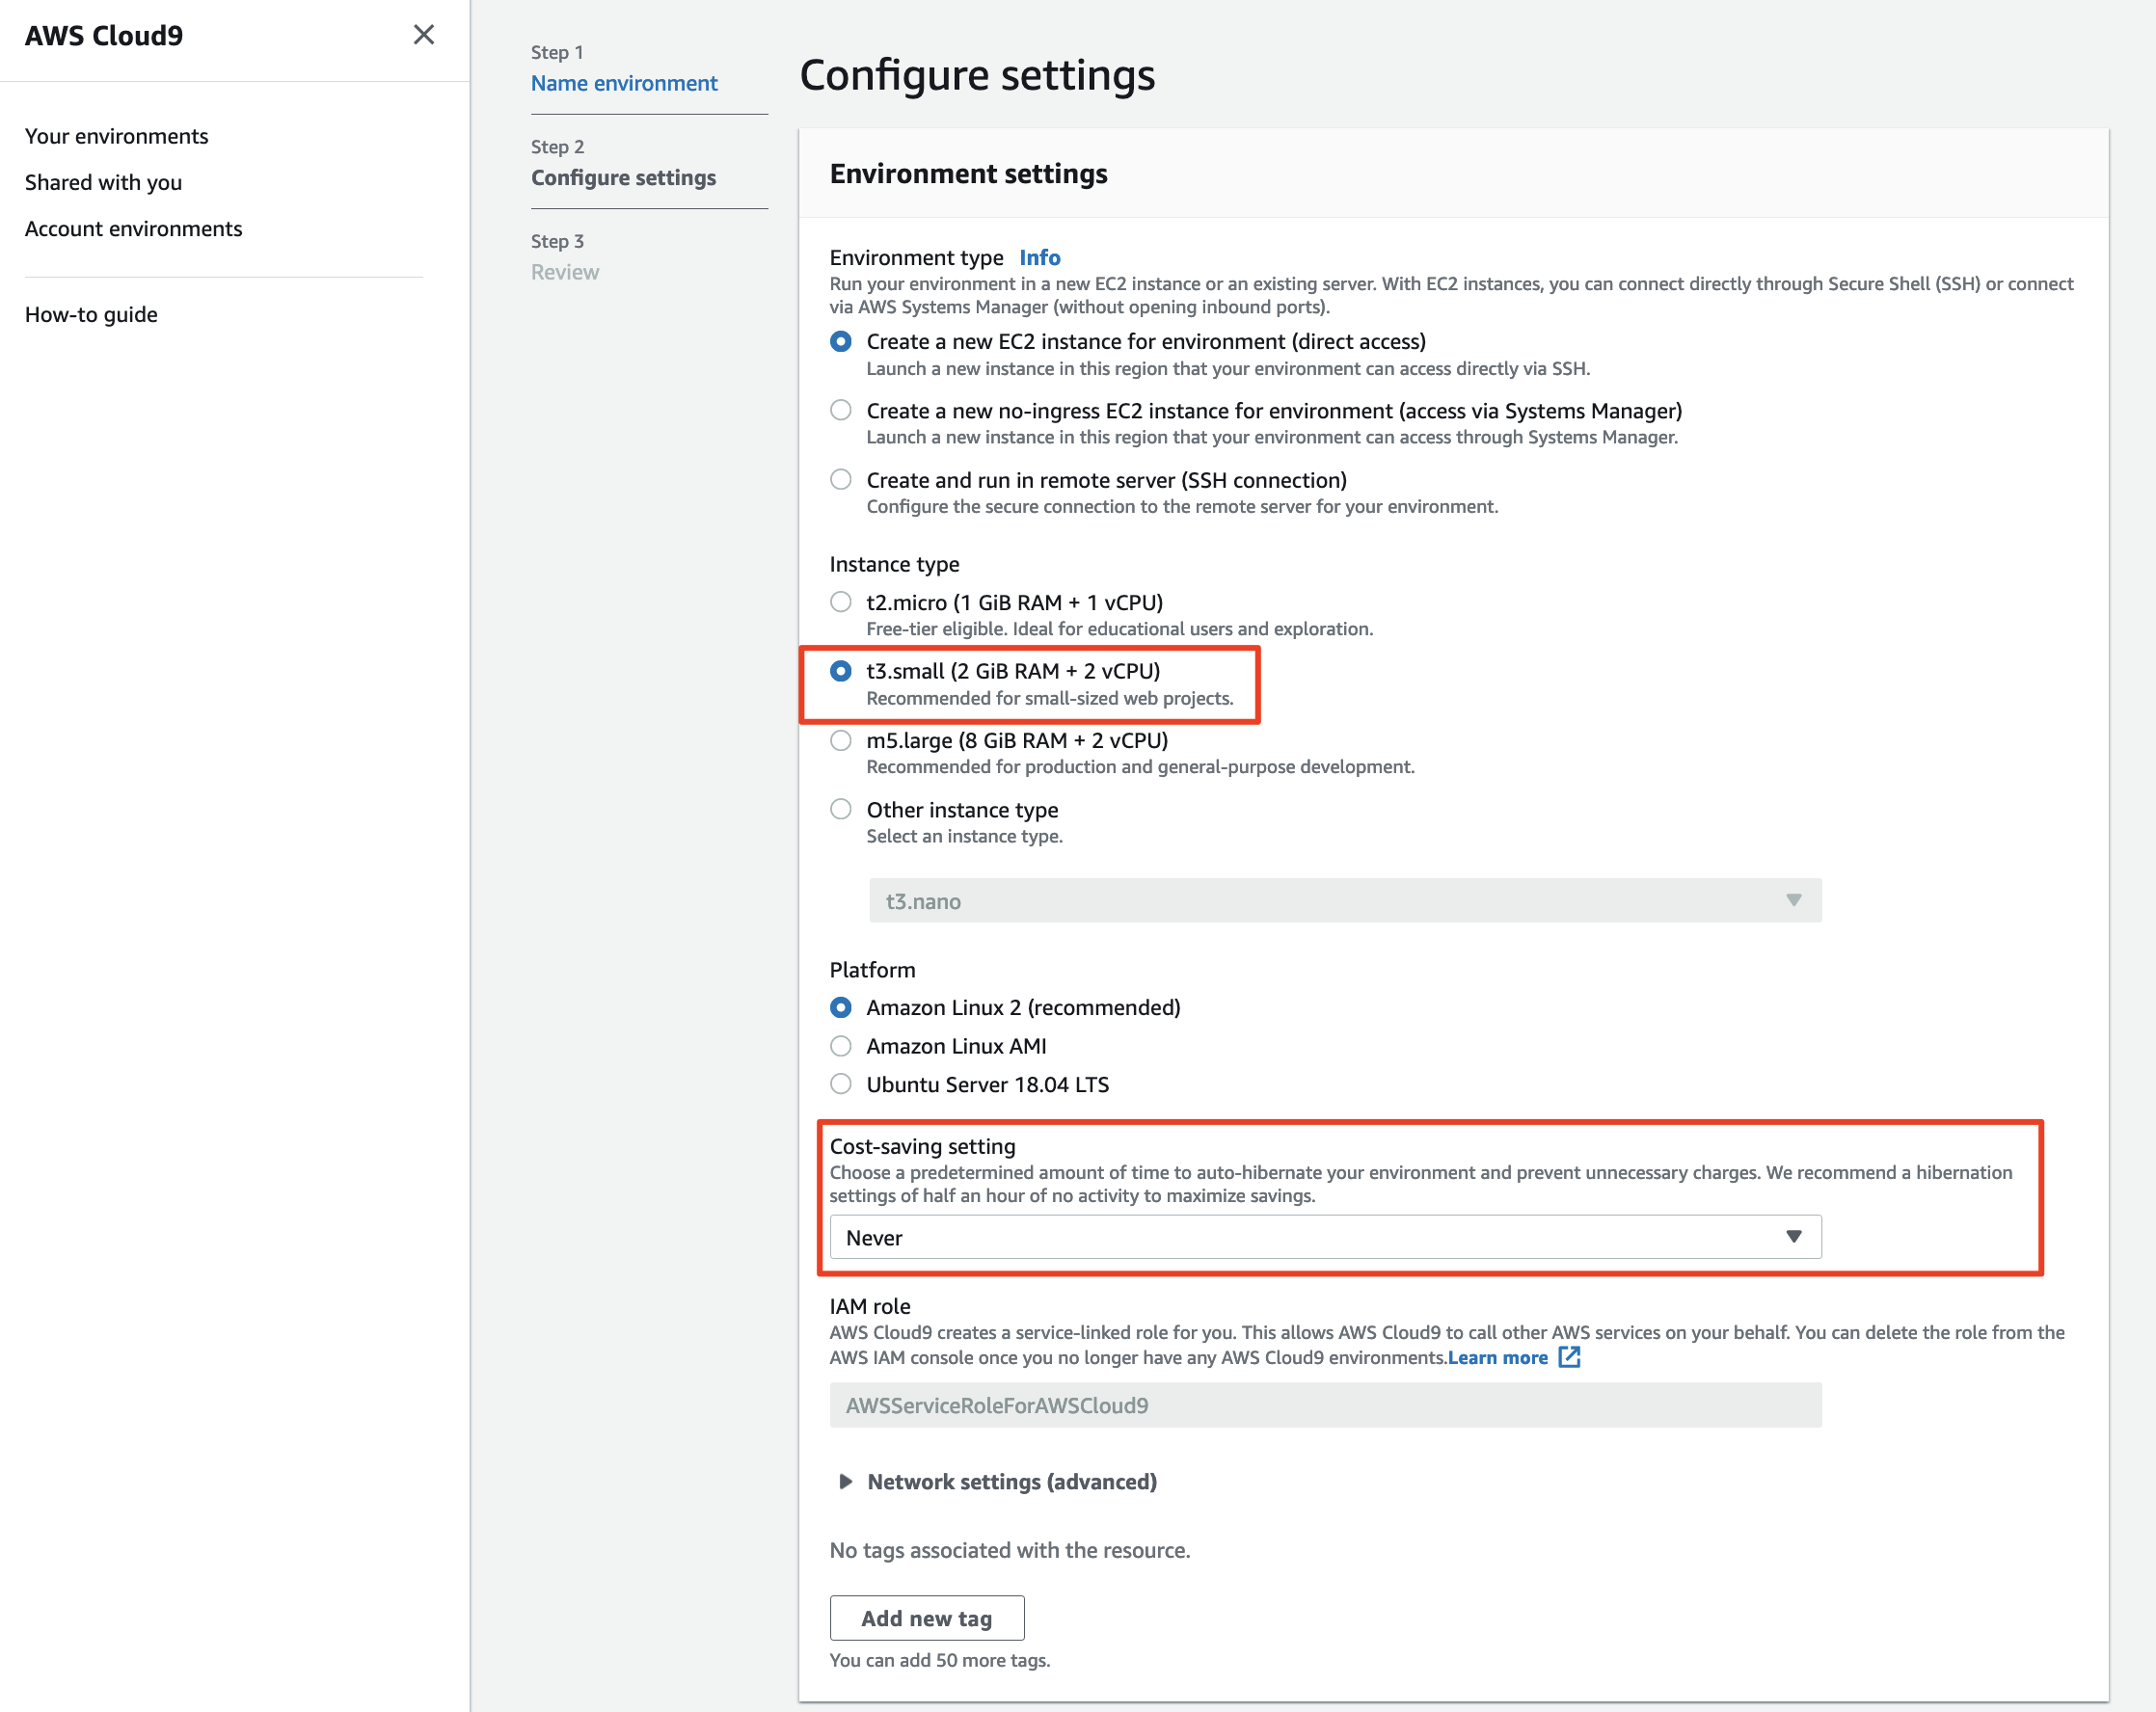 AWS Cloud9
Your environments
Shared with you
Account environments
How-to guide
Step 1
Name environment
Step 2
Configure settings
Step 3
Review
Configure settings
Environment settings
Environment type Info
Run your environment in a new EC2 instance or an existing server. With EC2 instances, you can connect directly through Secure Shell (SSH) or connect
via AWS Systems Manager (without opening inbound ports).
Create a new EC2 instance for environment (direct access)
Launch a new instance in this region that your environment can access directly via SSH.
Create a new no-ingress EC2 instance for environment (access via Systems Manager)
Launch a new instance in this region that your environment can access through Systems Manager.
Create and run in remote server (SSH connection)
Configure the secure connection to the remote server for your environment.
Instance type
t2.micro (1 GiB RAM + 1 vCPU)
Free-tier eligible. Ideal for educational users and exploration.
t3.small (2 GiB RAM + 2 vCPU)
Recommended for small-sized web projects.
m5.large (8 GiB RAM + 2 vCPU)
Recommended for production and general-purpose development.
Other instance type
Select an instance type.
t3.nano
Platform
Amazon Linux 2 (recommended)
Amazon Linux AMI
Ubuntu Server 18.04 LTS
Cost-saving setting
Choose a predetermined amount of time to auto-hibernate your environment and prevent unnecessary charges. We recommend a hibernation
settings of half an hour of no activity to maximize savings.
Never
IAM role
AWS Cloud9 creates a service-linked role for you. This allows AWS Cloud9 to call other AWS services on your behalf. You can delete the role from the
AWS IAM console once you no longer have any AWS Cloud9 environments.Learn more
AWSServiceRoleForAWSCloud9
Network settings (advanced)
No tags associated with the resource.
Add new tag
You can add 50 more tags.